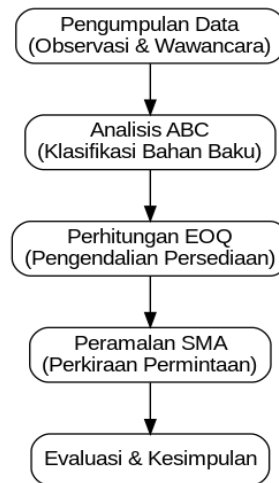 Pengumpulan Data
(Observasi & Wawancara)
Analisis ABC
(Klasifikasi Bahan Baku)
Perhitungan EOQ
(Pengendalian Persediaan)
Peramalan SMA
(Perkiraan Permintaan)
Evaluasi & Kesimpulan